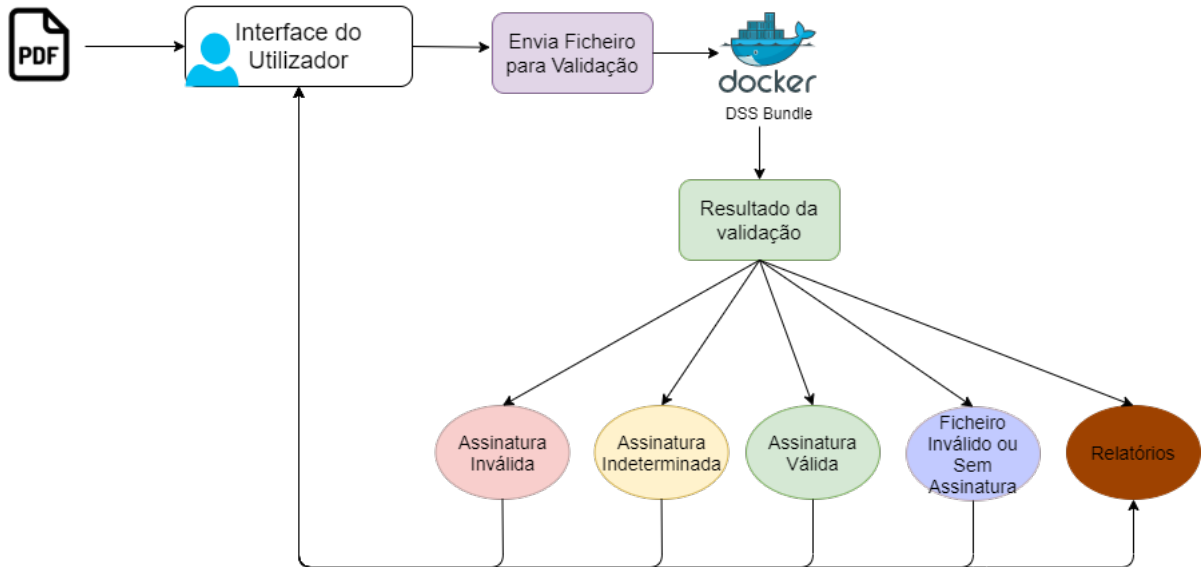 PDF
Interface do
Utilizador
Envia Ficheiro
para Validação
docker
DSS Bundle
Resultado da
validação
Assinatura
Inválida
Assinatura
Indeterminada
Assinatura
Válida
Ficheiro
Inválido ou
Sem
Assinatura
Relatórios